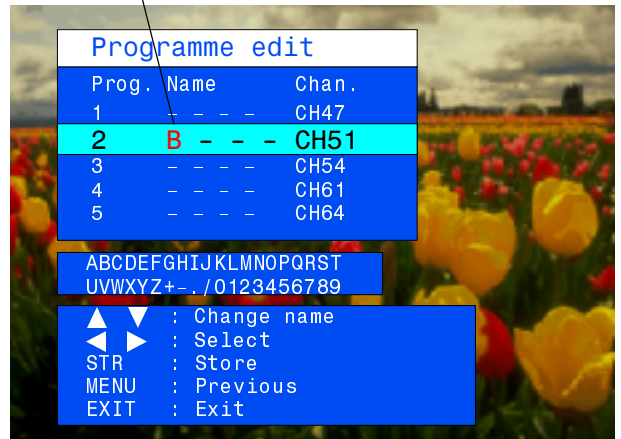 Programme edit
Prog. Name Chan.
1 - - - - CH47
2 B - - - CH51
3 - - - - CH54
4 - - - - CH61
5 - - - - CH64
ABCDEFGHIJKLMNOPQRST
UVWXYZ+-./0123456789
▲ ▼ : Change name
◀ ▶ : Select
STR : Store
MENU : Previous
EXIT : Exit